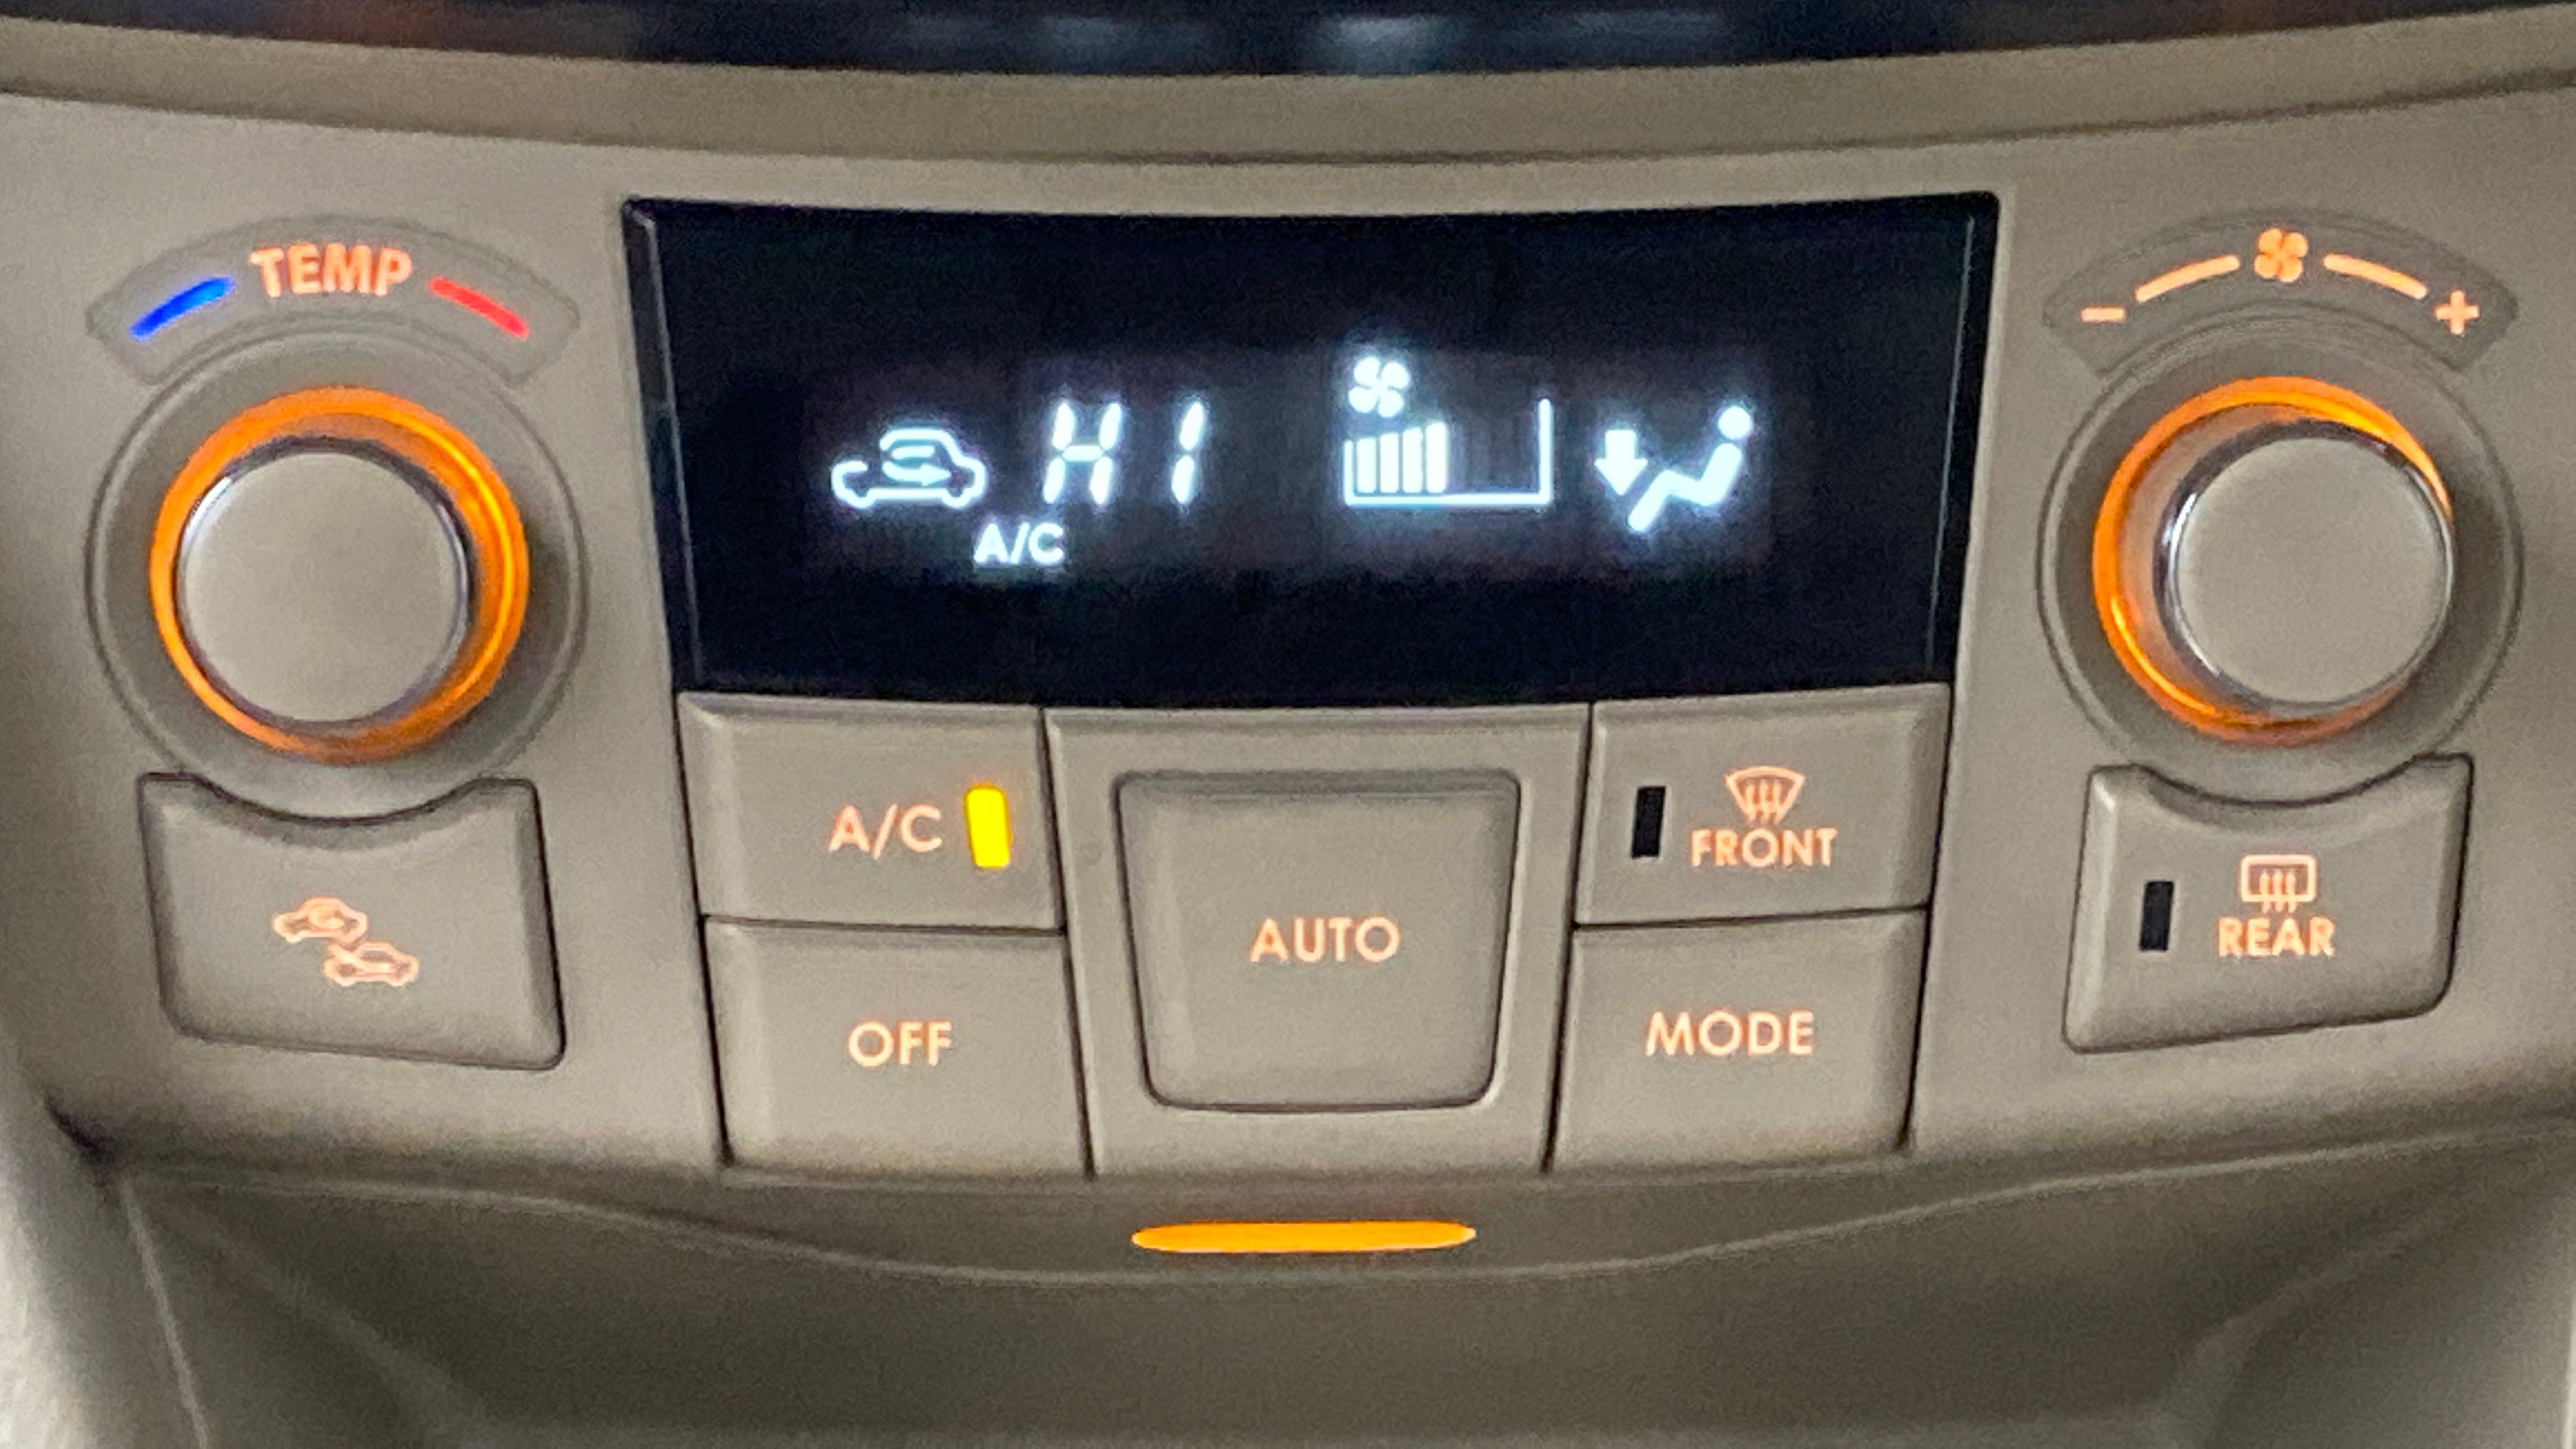 TEMP
- +
HI
A/C
A/C
FRONT
AUTO
REAR
OFF
MODE